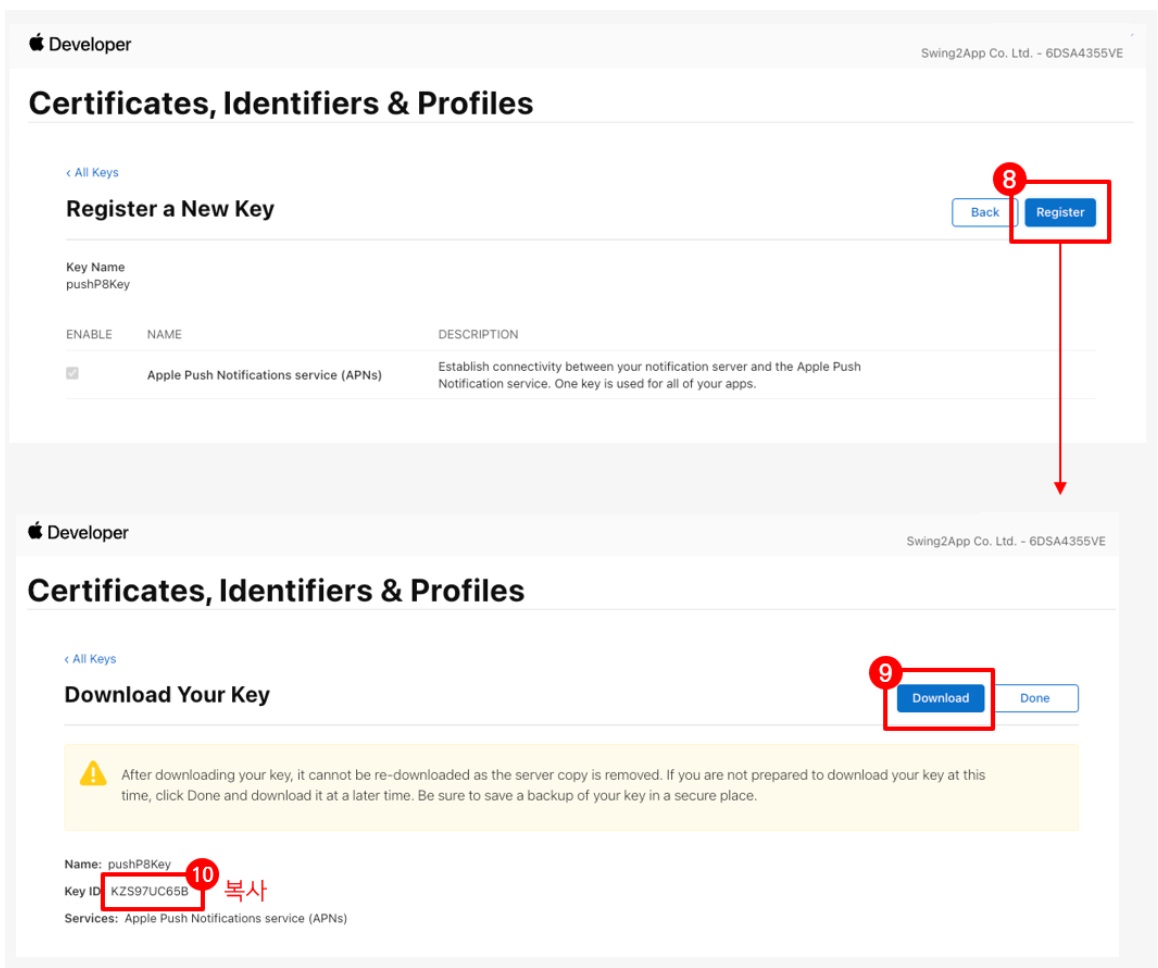 Developer
Swing2App Co. Ltd. - 6DSA4355VE
Certificates, Identifiers & Profiles
‹ All Keys
8
Register a New Key
Back
Register
Key Name
pushP8Key
ENABLE NAME DESCRIPTION
Apple Push Notifications service (APNs)
Establish connectivity between your notification server and the Apple Push
Notification service. One key is used for all of your apps.
Developer
Swing2App Co. Ltd. - 6DSA4355VE
Certificates, Identifiers & Profiles
‹ All Keys
9
Download Your Key
Download
Done
After downloading your key, it cannot be re-downloaded as the server copy is removed. If you are not prepared to download your key at this
time, click Done and download it at a later time. Be sure to save a backup of your key in a secure place.
Name: pushP8Key
10
Key ID: KZS97UC65B 복사
Services: Apple Push Notifications service (APNs)